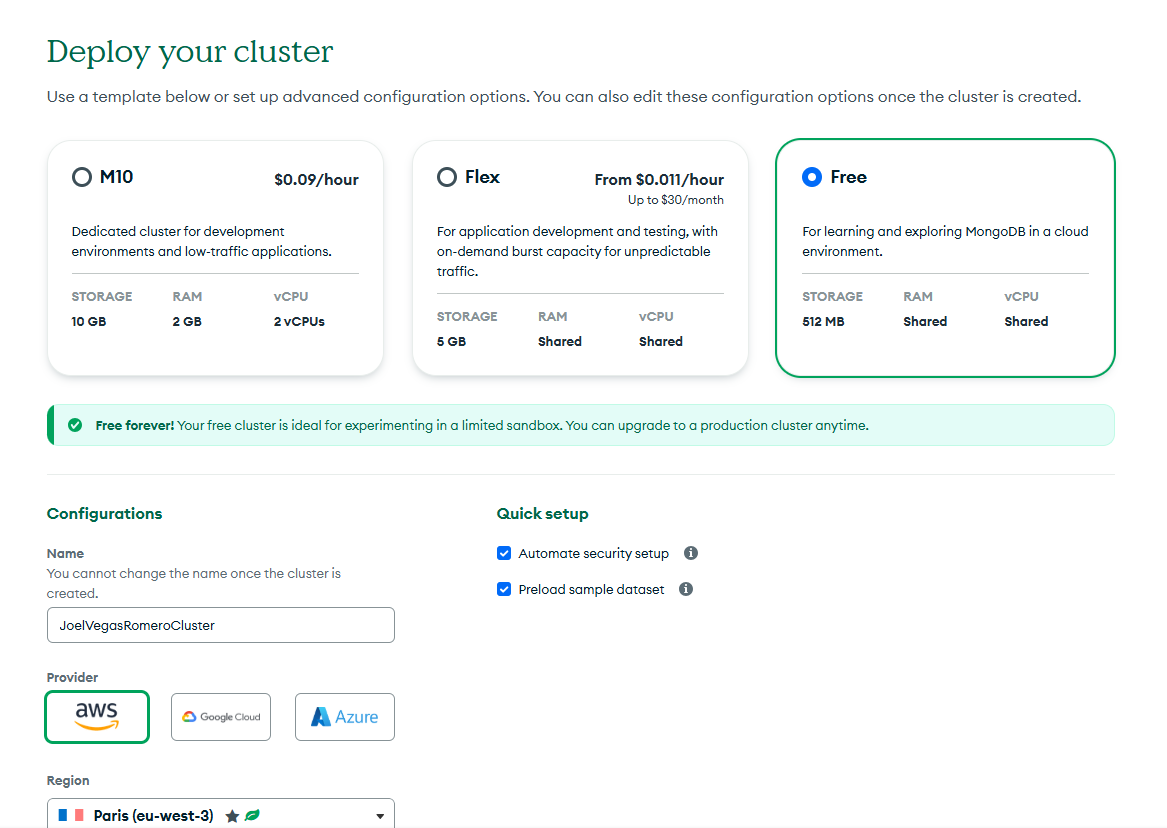 Deploy your cluster
Use a template below or set up advanced configuration options. You can also edit these configuration options once the cluster is created.
M10
$0.09/hour
Dedicated cluster for development
environments and low-traffic applications.
STORAGE RAM vCPU
10 GB 2 GB 2 vCPUs
Flex
From $0.011/hour
Up to $30/month
For application development and testing, with
on-demand burst capacity for unpredictable
traffic.
STORAGE RAM vCPU
5 GB Shared Shared
Free
For learning and exploring MongoDB in a cloud
environment.
STORAGE RAM vCPU
512 MB Shared Shared
Free forever! Your free cluster is ideal for experimenting in a limited sandbox. You can upgrade to a production cluster anytime.
Configurations
Name
You cannot change the name once the cluster is
created.
JoelVegasRomeroCluster
Provider
aws Google Cloud Azure
Region
Paris (eu-west-3)
Quick setup
Automate security setup
Preload sample dataset